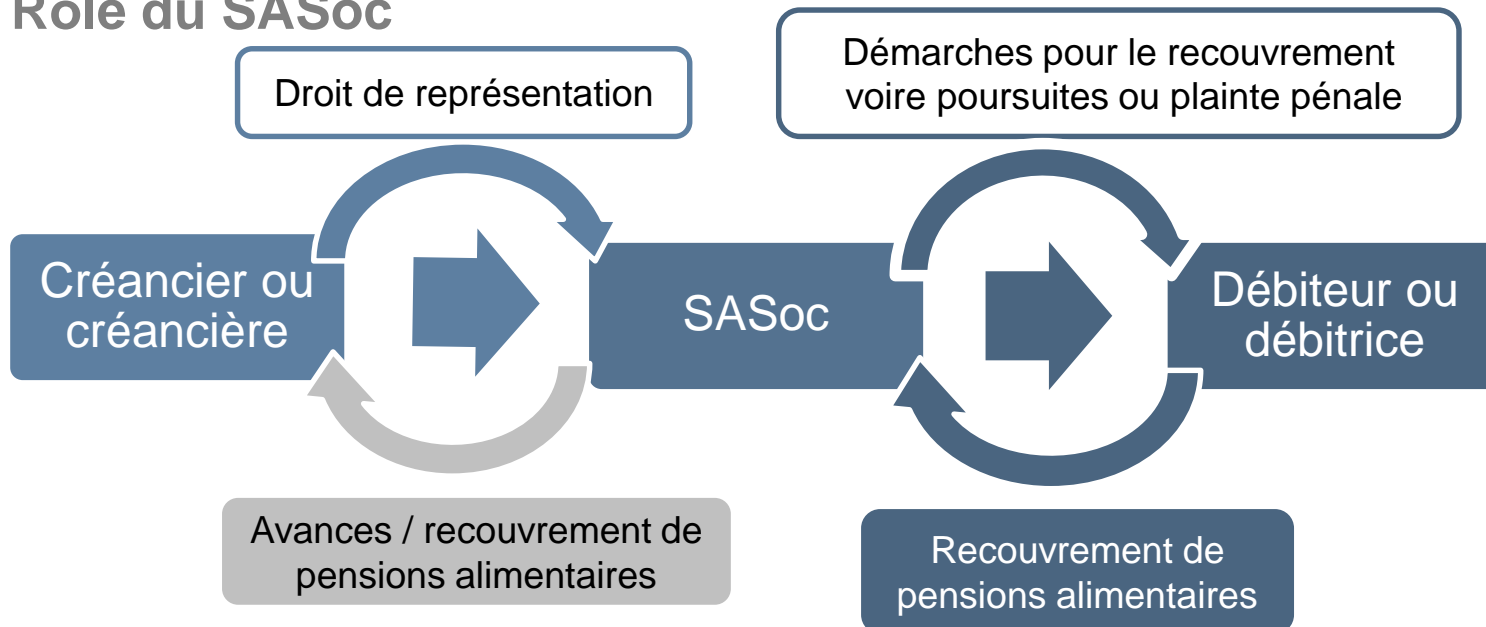 Rôle du SASoc
Droit de représentation
Démarches pour le recouvrement
voire poursuites ou plainte pénale
Créancier ou
créancière
SASoc
Débiteur ou
débitrice
Avances / recouvrement de
pensions alimentaires
Recouvrement de
pensions alimentaires